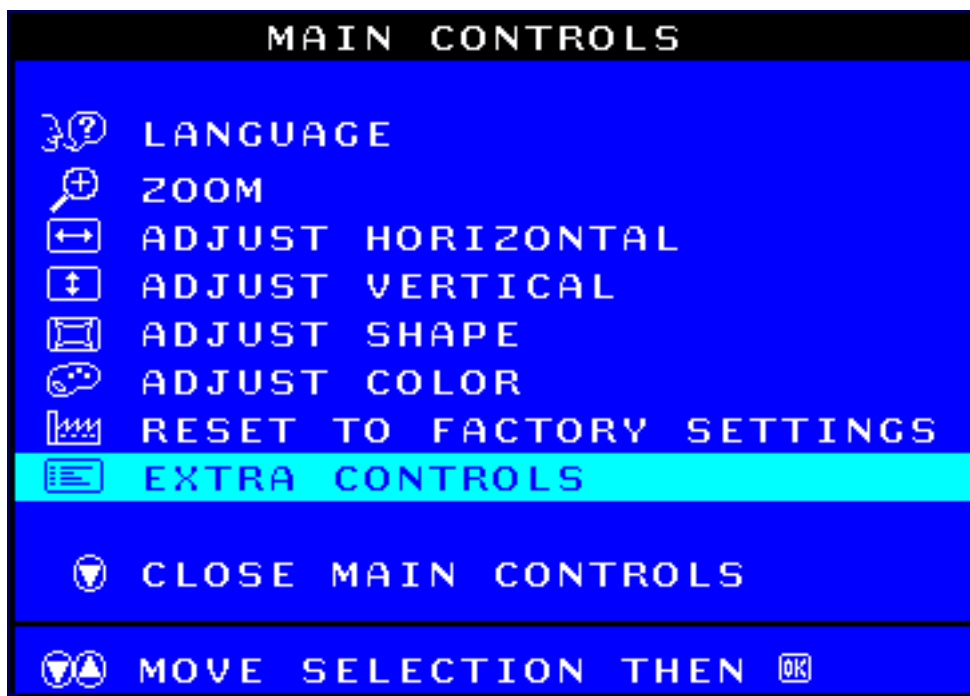 MAIN CONTROLS
LANGUAGE
ZOOM
ADJUST HORIZONTAL
ADJUST VERTICAL
ADJUST SHAPE
ADJUST COLOR
RESET TO FACTORY SETTINGS
EXTRA CONTROLS
CLOSE MAIN CONTROLS
MOVE SELECTION THEN OK